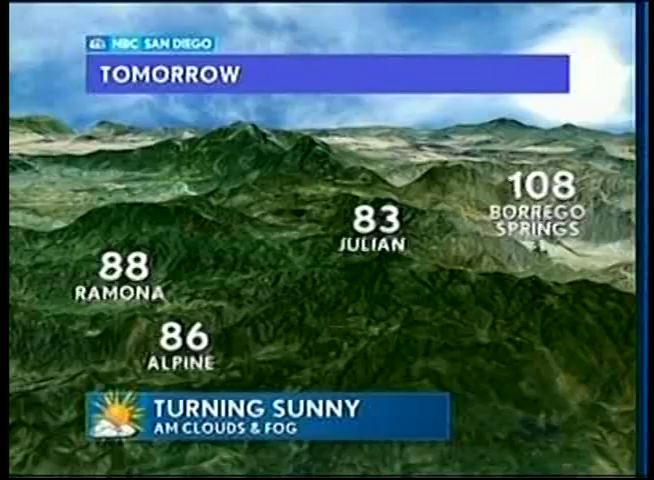 NBC SAN DIEGO
TOMORROW
108
BORREGO
SPRINGS
83
JULIAN
88
RAMONA
86
ALPINE
TURNING SUNNY
AM CLOUDS & FOG